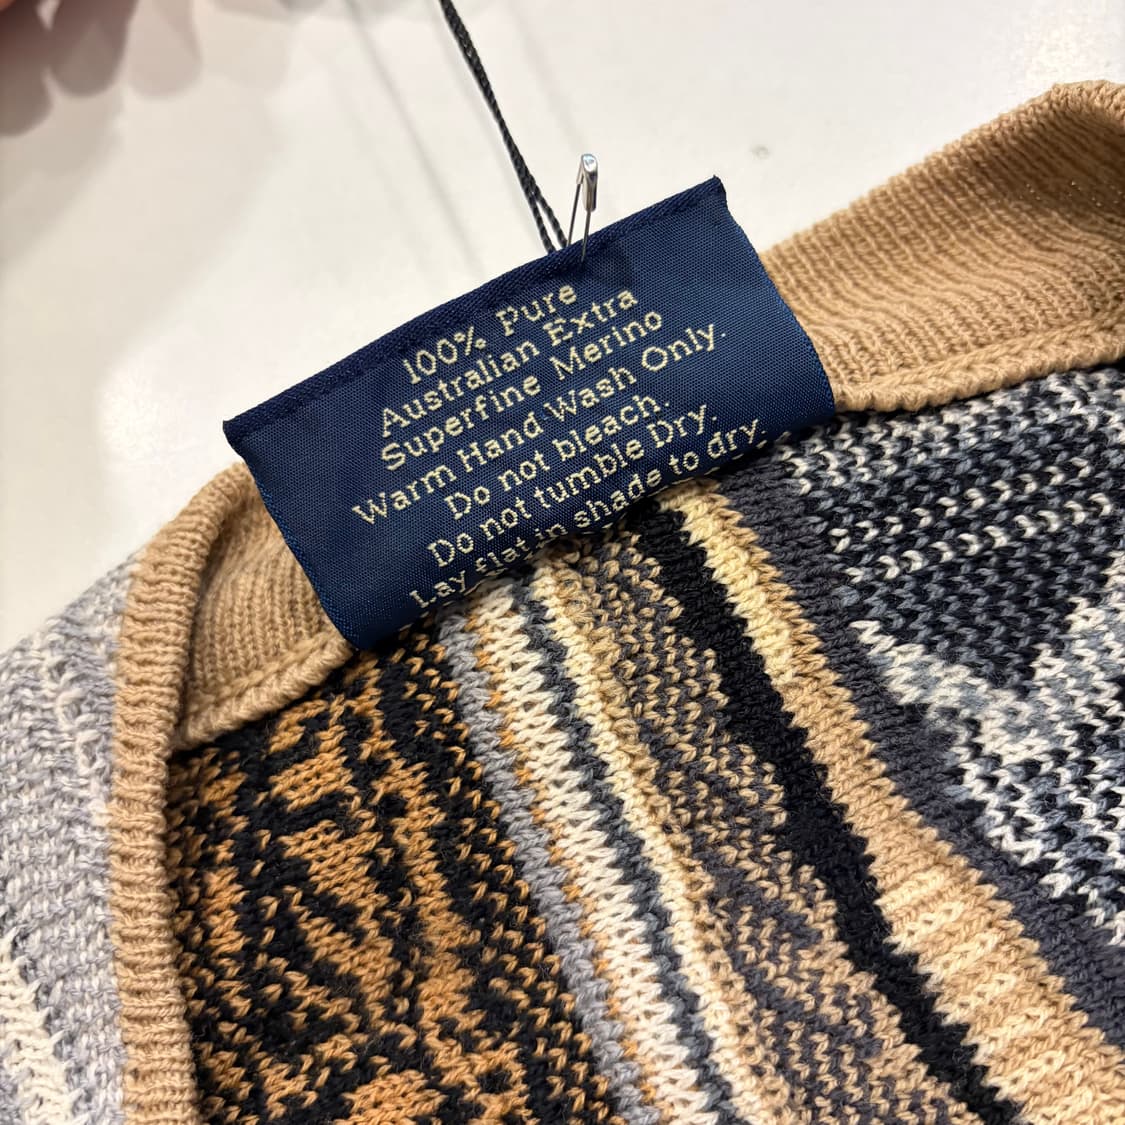 100% Pure
Australian Extra
Superfine Merino
Warm Hand Wash Only.
Do not bleach.
Do not tumble Dry.
Lay flat in shade to dry.